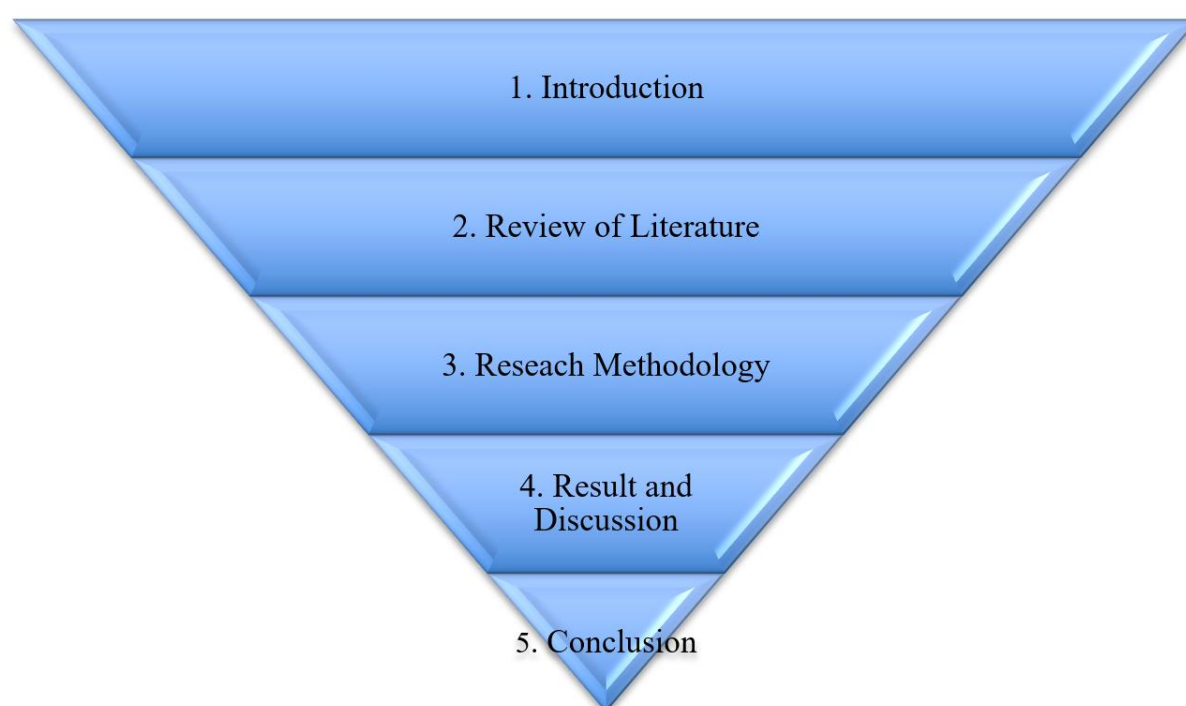 1. Introduction
2. Review of Literature
3. Reseach Methodology
4. Result and
Discussion
5. Conclusion